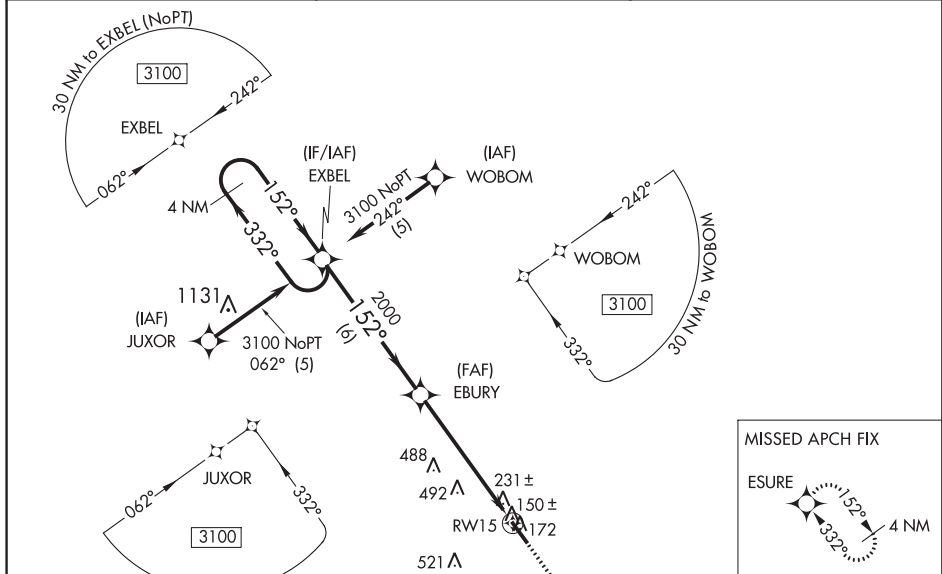 30 NM to EXBEL (NoPT)
3100
242°
EXBEL
062°
(IF/IAF)
EXBEL
(IAF)
WOBOM
3100 NoPT
242°
(5)
152°
4 NM
332°
242°
WOBOM
3100
332°
30 NM to WOBOM
1131
(IAF)
JUXOR
3100 NoPT
062° (5)
2000
152°
(6)
(FAF)
EBURY
JUXOR
062°
332°
3100
488
492
231 ±
150 ±
RW15
172
521
MISSED APCH FIX
ESURE
152°
332°
4 NM